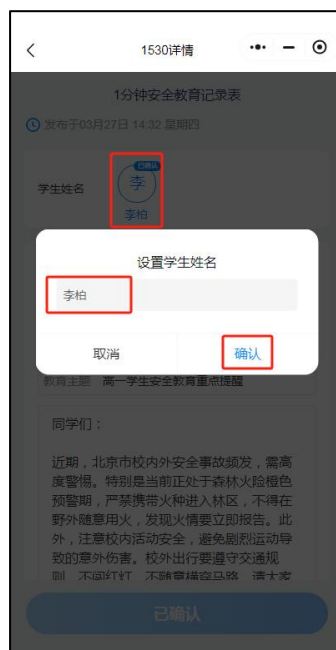 1530详情
1分钟安全教育记录表
发布于03月27日 14:32 星期四
已确认
李
学生姓名
李柏
设置学生姓名
李柏
取消
确认
教育主题 高一学生安全教育重点提醒
同学们：
近期，北京市校内外安全事故频发，需高
度警惕。特别是当前正处于森林火险橙色
预警期，严禁携带火种进入林区，不得在
野外随意用火，发现火情要立即报告。此
外，注意校内活动安全，避免剧烈运动导
致的意外伤害。校外出行要遵守交通规
则，不闯红灯，不随意横穿马路。请大家
已确认